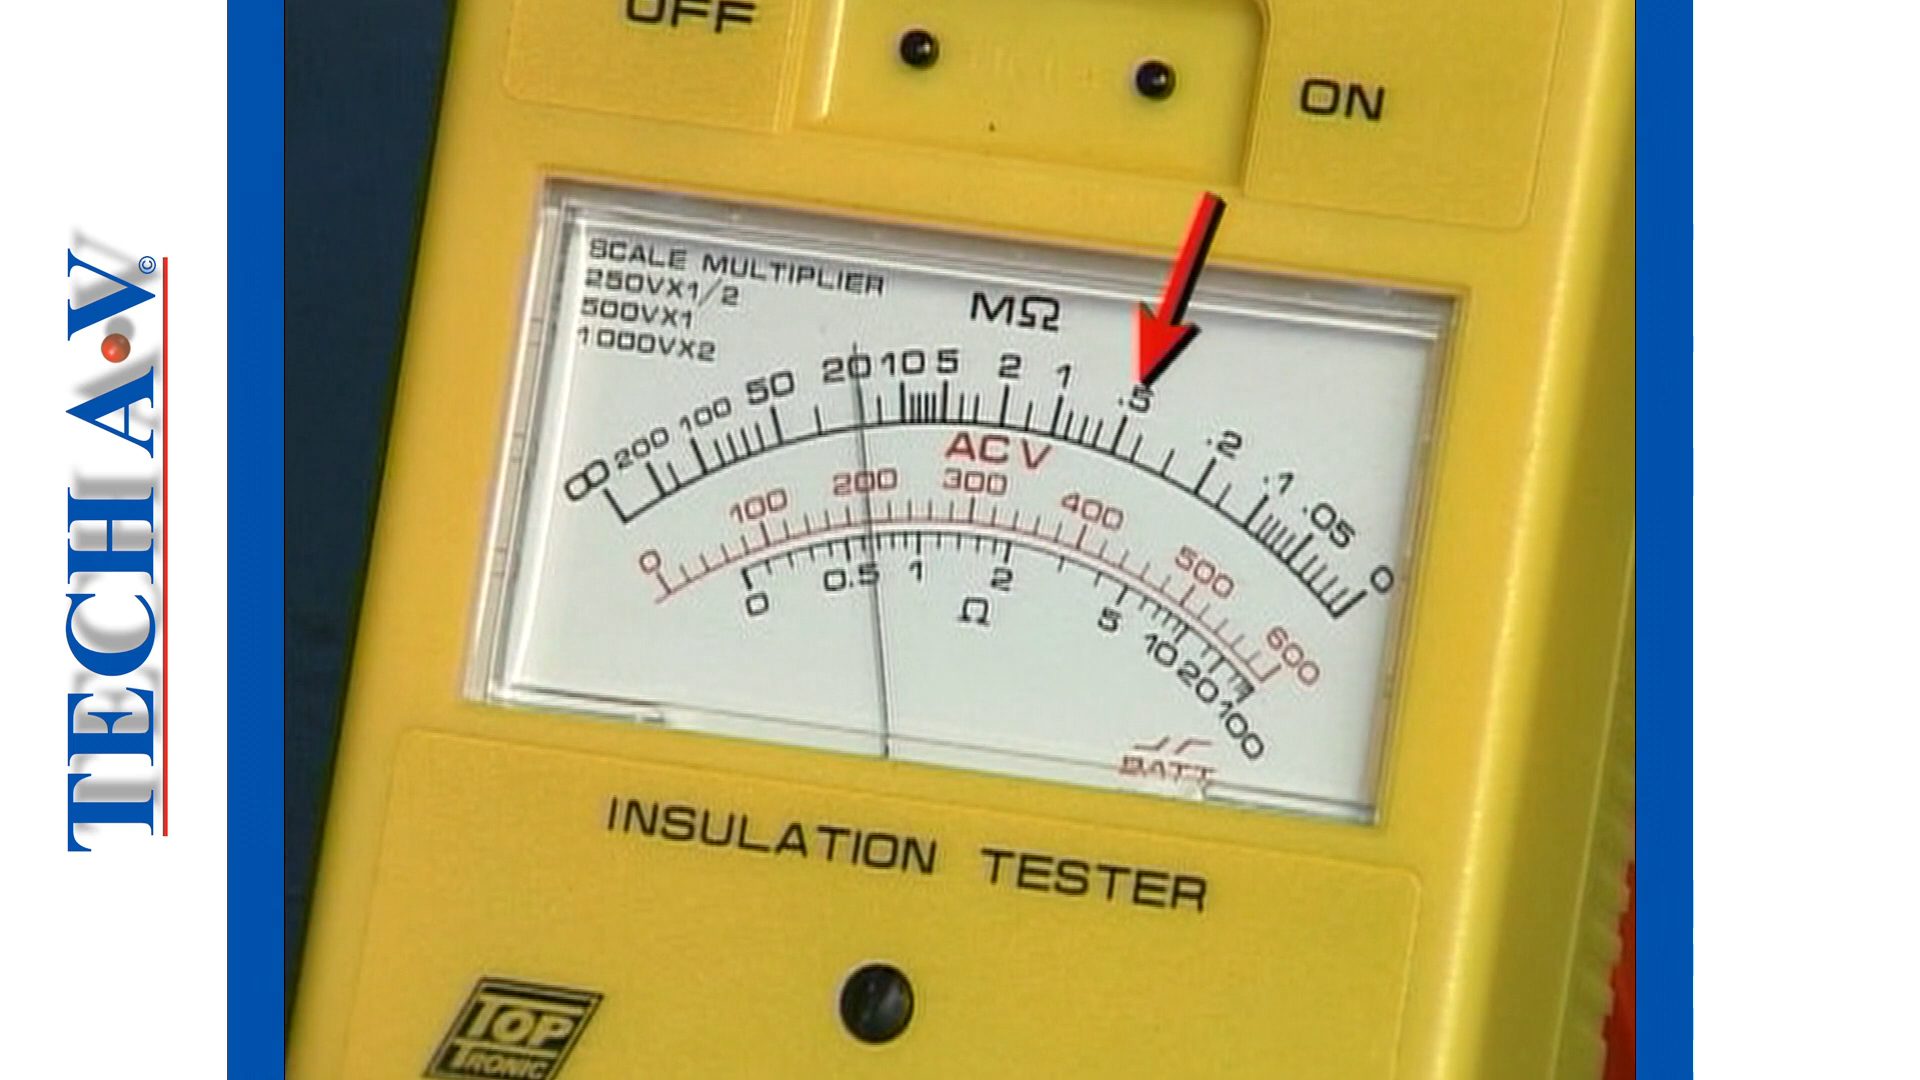 TECH A.V ©
OFF
ON
SCALE MULTIPLIER
250VX1/2
500VX1
1000VX2
MΩ
∞ 200 100 50 20 10 5 2 1 .5 .2 .1 .05 0
AC V
0 100 200 300 400 500 600
0 0.5 1 2 5 10 20 100
Ω
BATT
INSULATION TESTER
TOP
TRONIC